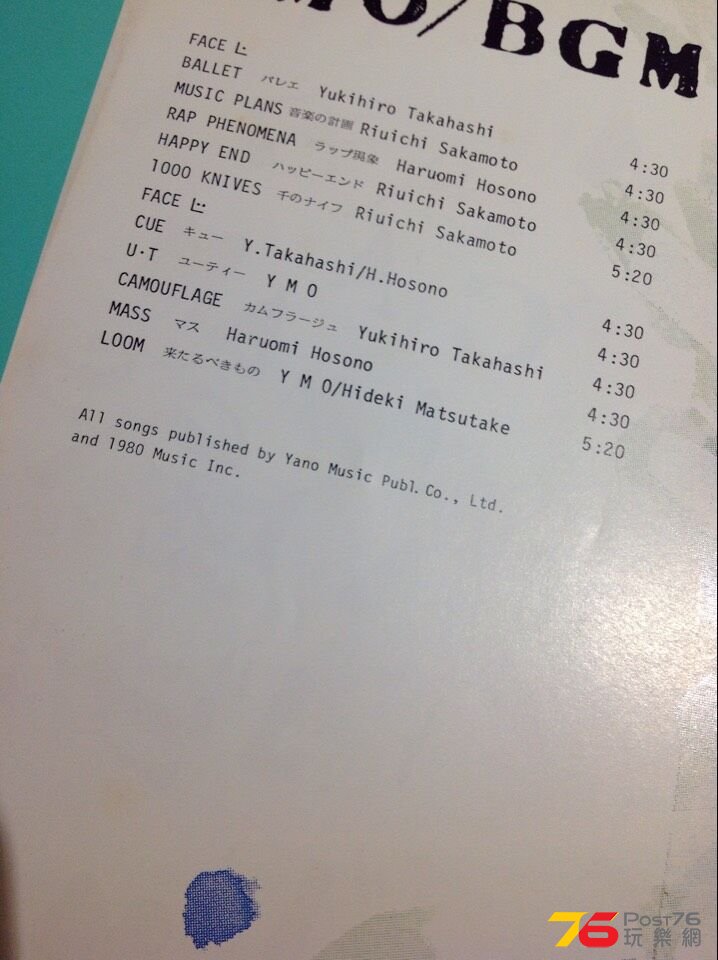 MO/BGM
FACE
BALLET バレエ Yukihiro Takahashi 4:30
MUSIC PLANS 音楽の計画 Riuichi Sakamoto 4:30
RAP PHENOMENA ラップ現象 Haruomi Hosono 4:30
HAPPY END ハッピーエンド Riuichi Sakamoto 4:30
1000 KNIVES 千のナイフ Riuichi Sakamoto 5:20
FACE
CUE キュー Y.Takahashi/H.Hosono 4:30
U·T ユーティー Y M O 4:30
CAMOUFLAGE カムフラージュ Yukihiro Takahashi 4:30
MASS マス Haruomi Hosono 4:30
LOOM 来たるべきもの Y M O/Hideki Matsutake 5:20
All songs published by Yano Music Publ. Co., Ltd.
and 1980 Music Inc.
76 Post76
玩樂網